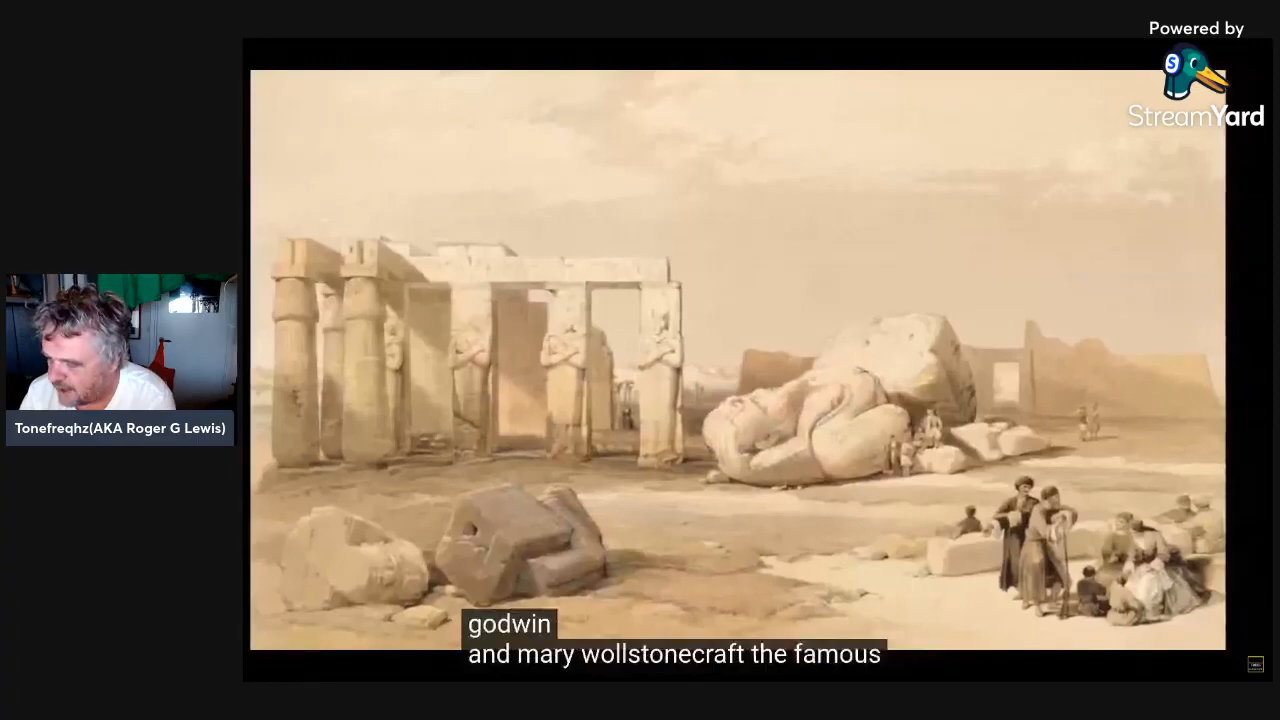 Powered by
S
StreamYard
Tonefreqhz(AKA Roger G Lewis)
godwin
and mary wollstonecraft the famous